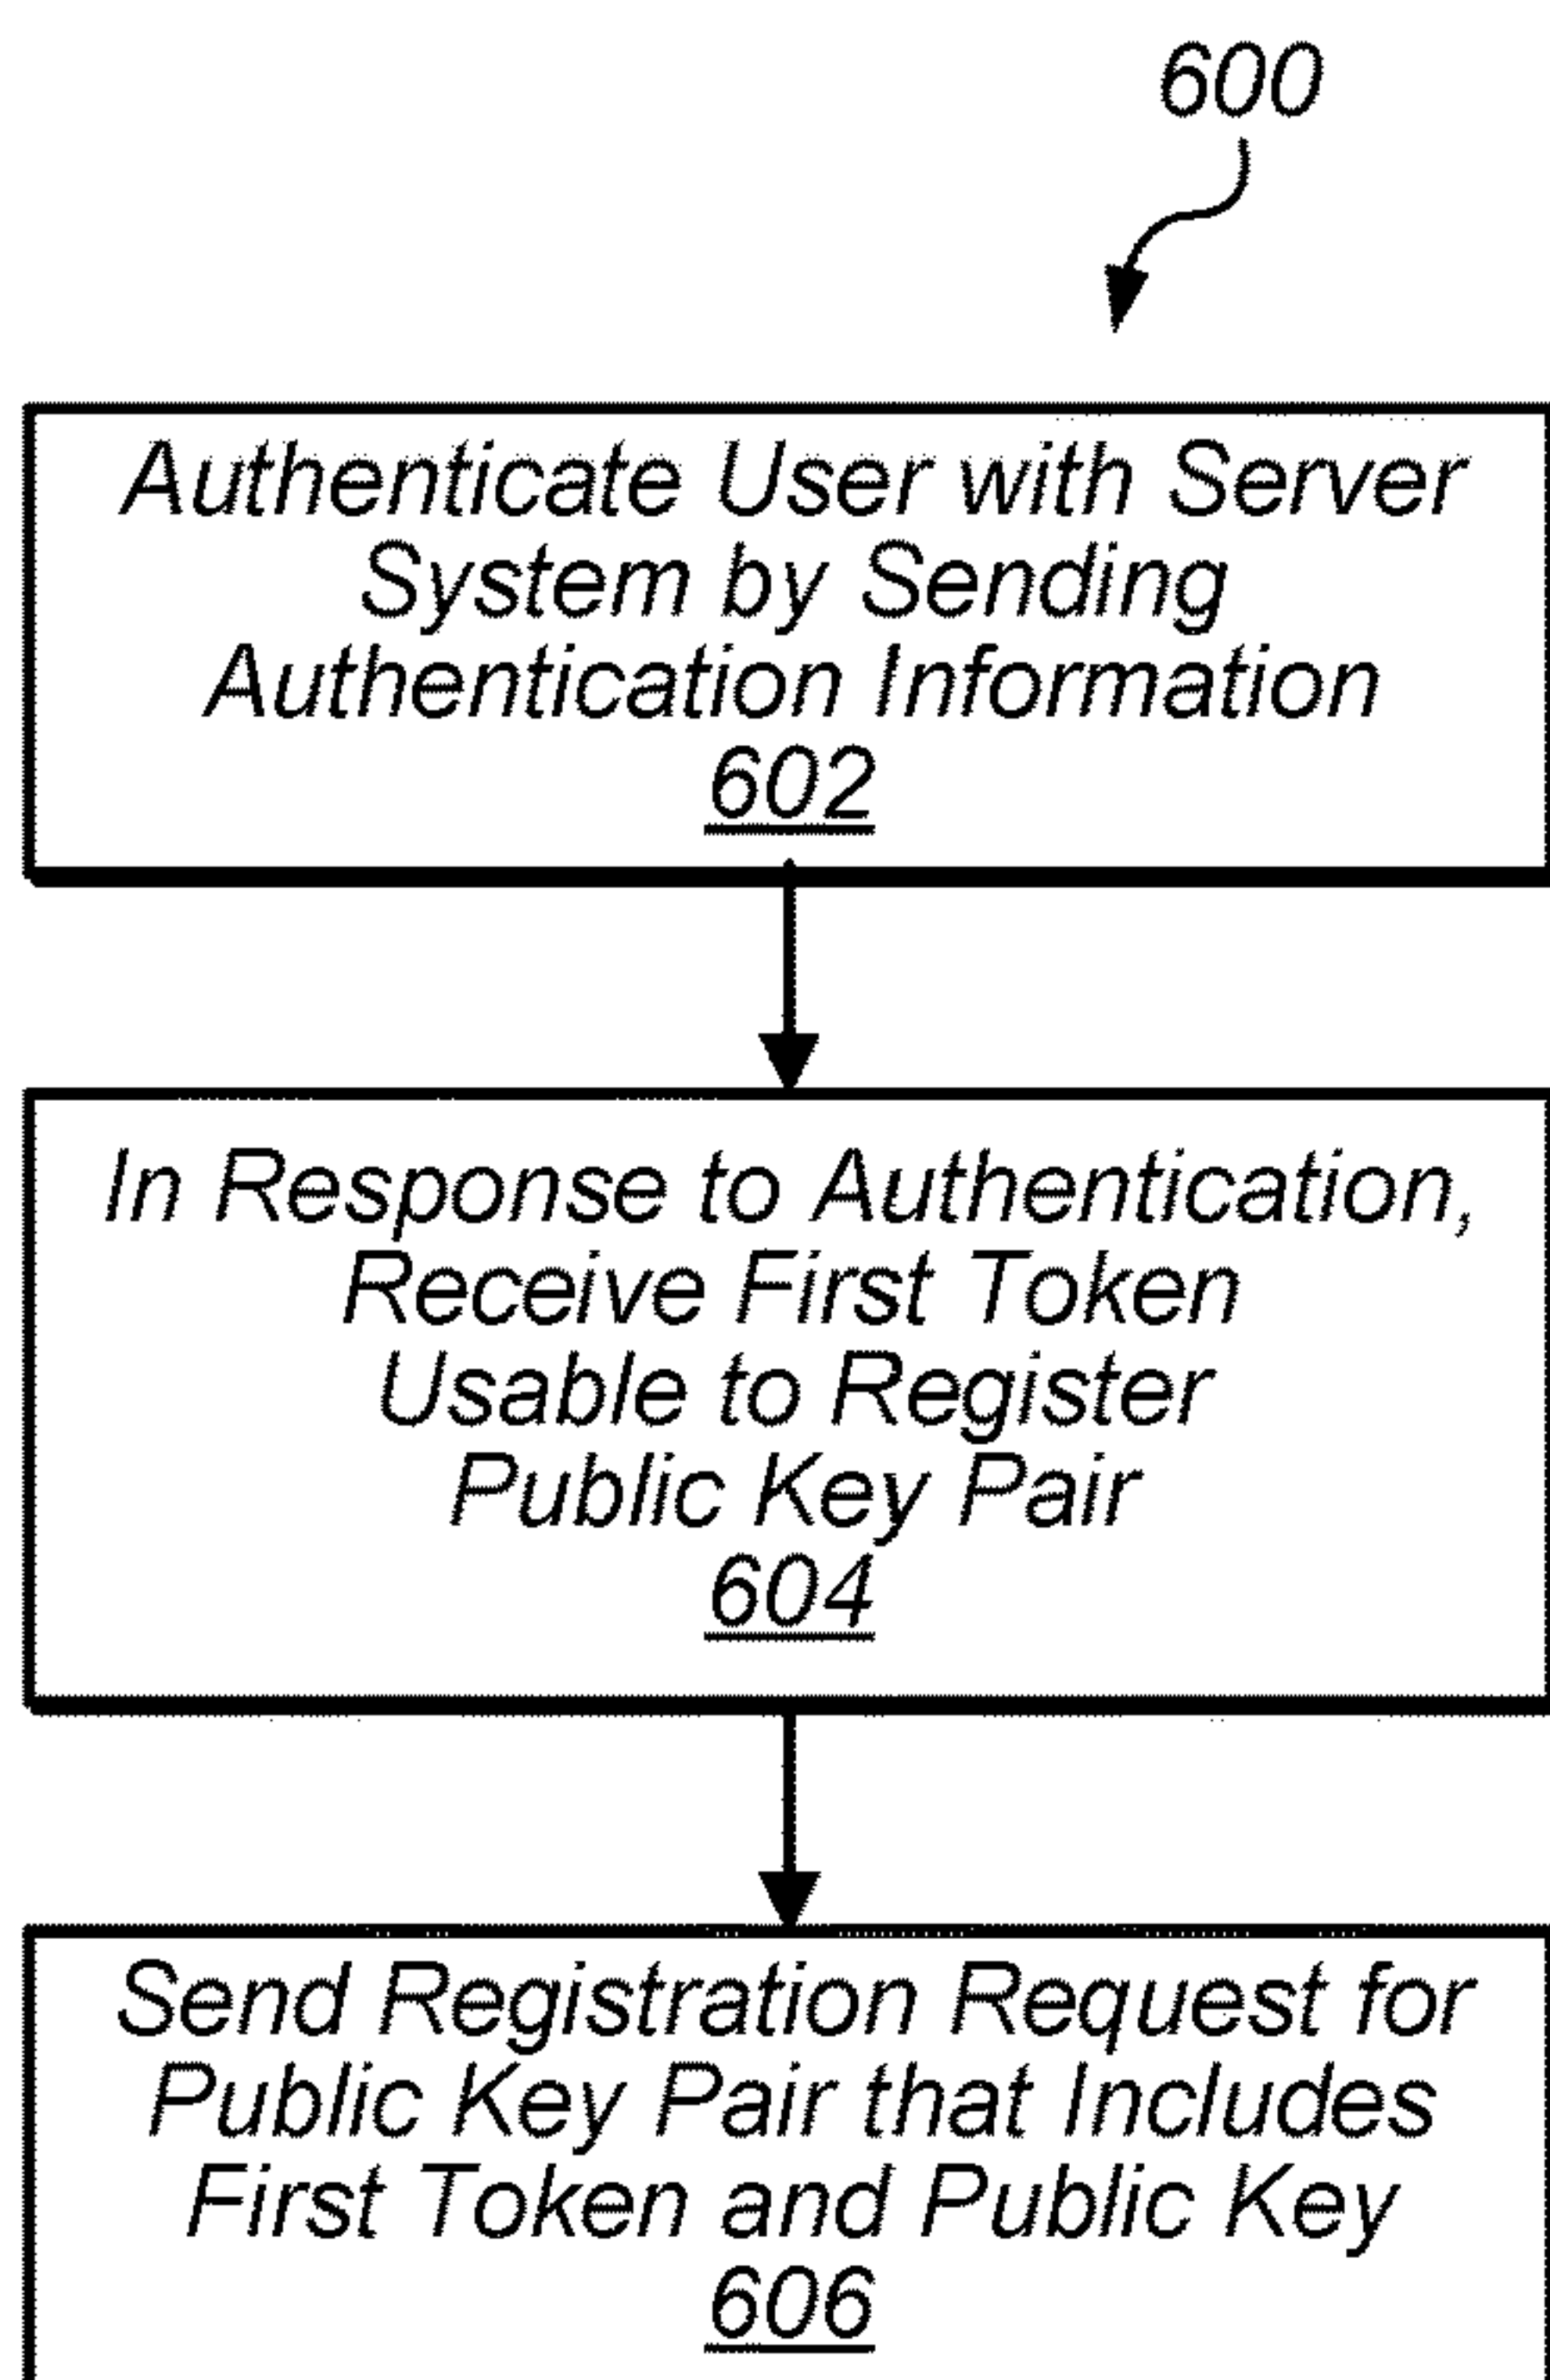 600
Authenticate User with Server
System by Sending
Authentication Information
602
In Response to Authentication,
Receive First Token
Usable to Register
Public Key Pair
604
Send Registration Request for
Public Key Pair that Includes
First Token and Public Key
606